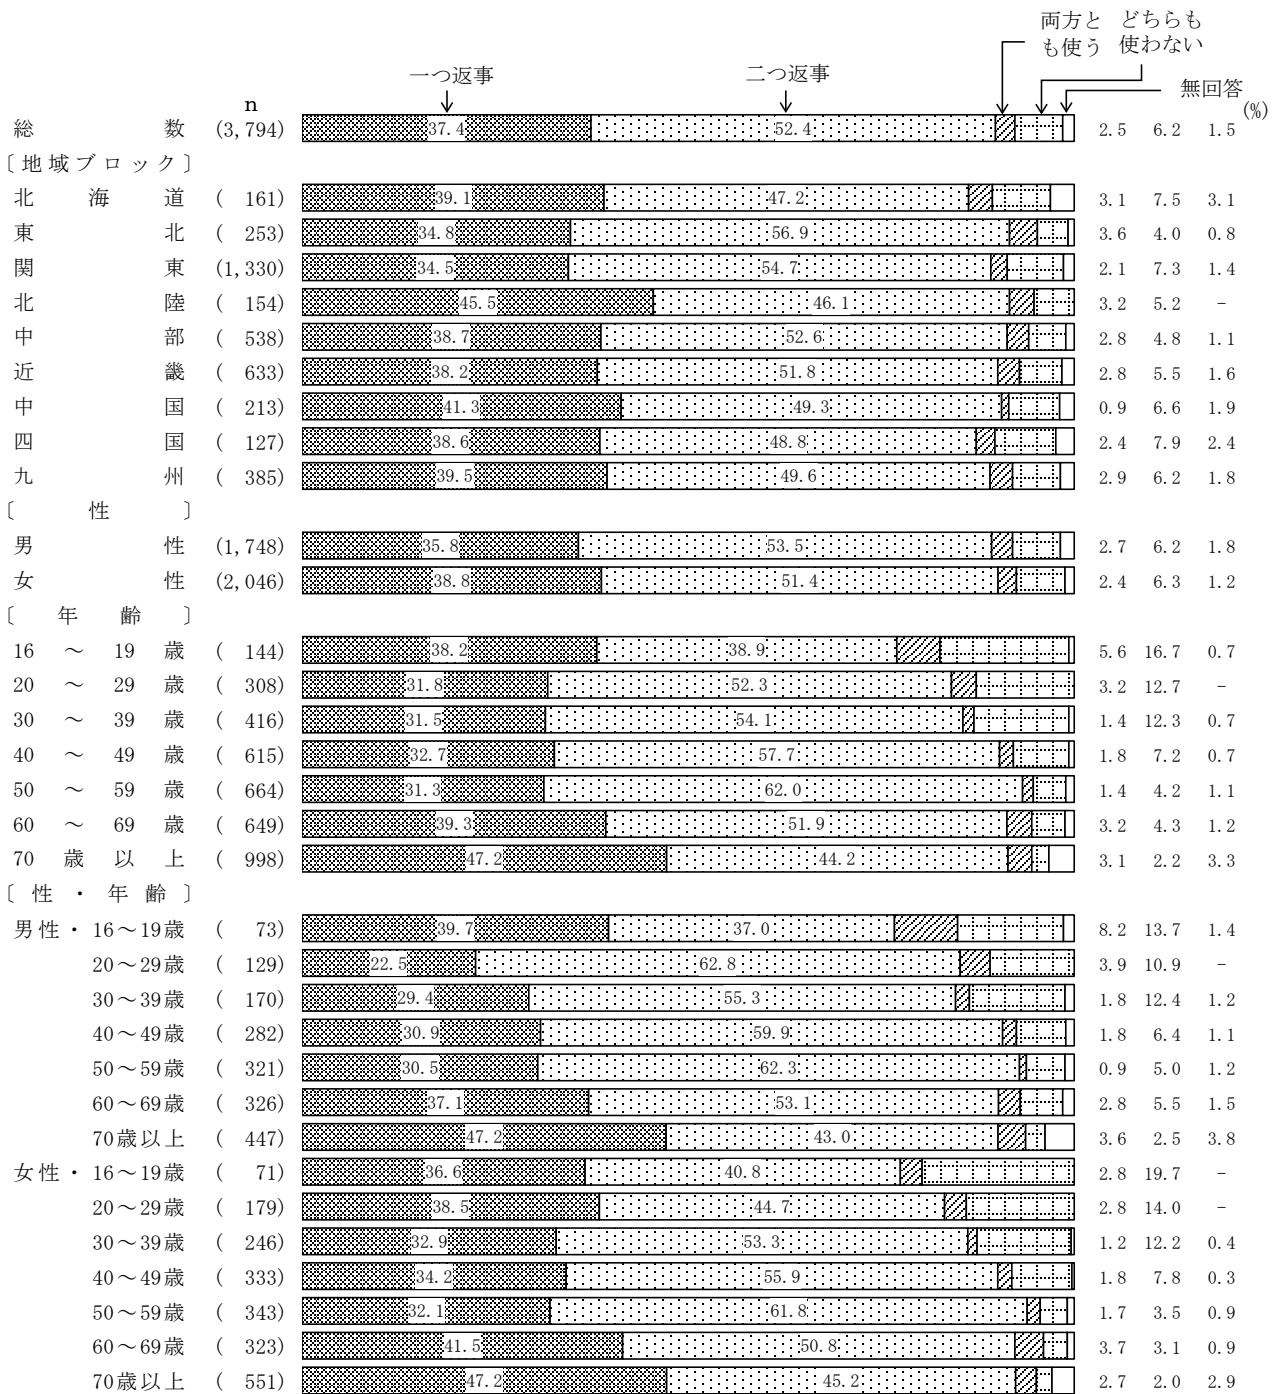 両方と どちらも
も使う 使わない
一つ返事 二つ返事 無回答
n (%)
総数 (3,794) 37.4 52.4 2.5 6.2 1.5
〔地域ブロック〕
北海道 ( 161) 39.1 47.2 3.1 7.5 3.1
東北 ( 253) 34.8 56.9 3.6 4.0 0.8
関東 (1,330) 34.5 54.7 2.1 7.3 1.4
北陸 ( 154) 45.5 46.1 3.2 5.2 -
中部 ( 538) 38.7 52.6 2.8 4.8 1.1
近畿 ( 633) 38.2 51.8 2.8 5.5 1.6
中国 ( 213) 41.3 49.3 0.9 6.6 1.9
四国 ( 127) 38.6 48.8 2.4 7.9 2.4
九州 ( 385) 39.5 49.6 2.9 6.2 1.8
〔性〕
男性 (1,748) 35.8 53.5 2.7 6.2 1.8
女性 (2,046) 38.8 51.4 2.4 6.3 1.2
〔年齢〕
16～19歳 ( 144) 38.2 38.9 5.6 16.7 0.7
20～29歳 ( 308) 31.8 52.3 3.2 12.7 -
30～39歳 ( 416) 31.5 54.1 1.4 12.3 0.7
40～49歳 ( 615) 32.7 57.7 1.8 7.2 0.7
50～59歳 ( 664) 31.3 62.0 1.4 4.2 1.1
60～69歳 ( 649) 39.3 51.9 3.2 4.3 1.2
70歳以上 ( 998) 47.2 44.2 3.1 2.2 3.3
〔性・年齢〕
男性・16～19歳 ( 73) 39.7 37.0 8.2 13.7 1.4
20～29歳 ( 129) 22.5 62.8 3.9 10.9 -
30～39歳 ( 170) 29.4 55.3 1.8 12.4 1.2
40～49歳 ( 282) 30.9 59.9 1.8 6.4 1.1
50～59歳 ( 321) 30.5 62.3 0.9 5.0 1.2
60～69歳 ( 326) 37.1 53.1 2.8 5.5 1.5
70歳以上 ( 447) 47.2 43.0 3.6 2.5 3.8
女性・16～19歳 ( 71) 36.6 40.8 2.8 19.7 -
20～29歳 ( 179) 38.5 44.7 2.8 14.0 -
30～39歳 ( 246) 32.9 53.3 1.2 12.2 0.4
40～49歳 ( 333) 34.2 55.9 1.8 7.8 0.3
50～59歳 ( 343) 32.1 61.8 1.7 3.5 0.9
60～69歳 ( 323) 41.5 50.8 3.7 3.1 0.9
70歳以上 ( 551) 47.2 45.2 2.7 2.0 2.9